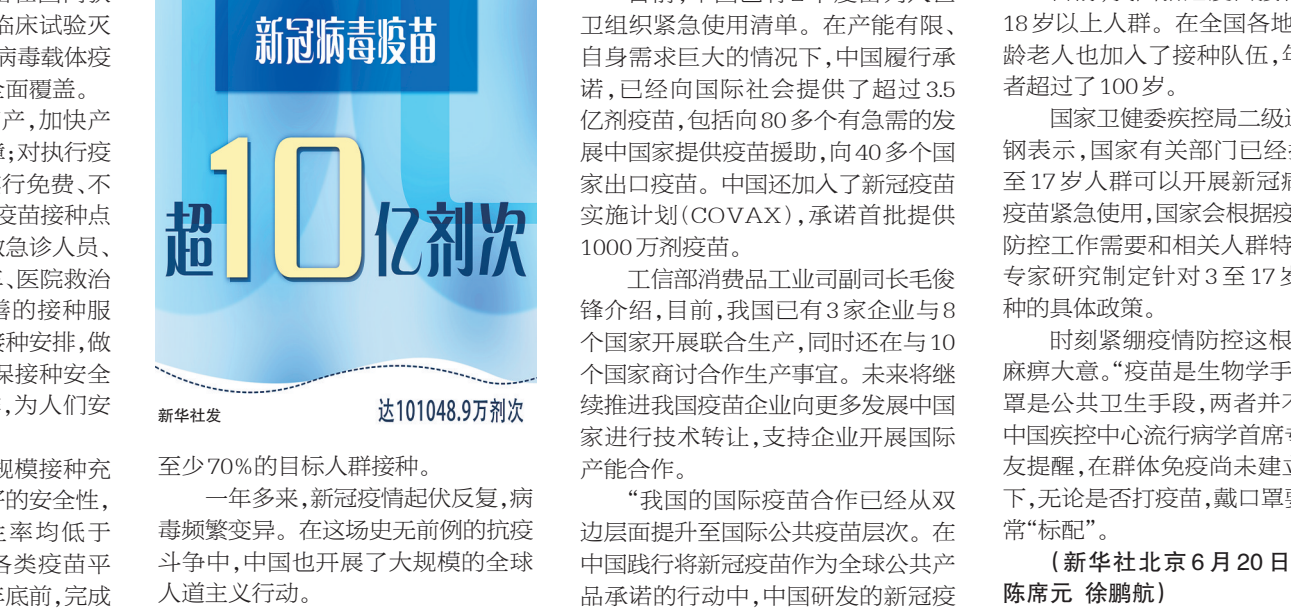 临床试验灭
病毒载体疫
全面覆盖。
产,加快产
;对执行疫
行免费、不
疫苗接种点
急诊人员、
、医院救治
善的接种服
接种安排,做
保接种安全
,为人们安
规模接种充
好的安全性,
生率均低于
各类疫苗平
年底前,完成
新冠病毒疫苗
超10亿剂次
新华社发
达101048.9万剂次
至少70%的目标人群接种。
一年多来,新冠疫情起伏反复,病
毒频繁变异。在这场史无前例的抗疫
斗争中,中国也开展了大规模的全球
人道主义行动。
卫组织紧急使用清单。在产能有限、
自身需求巨大的情况下,中国履行承
诺,已经向国际社会提供了超过3.5
亿剂疫苗,包括向80多个有急需的发
展中国家提供疫苗援助,向40多个国
家出口疫苗。中国还加入了新冠疫苗
实施计划(COVAX),承诺首批提供
1000万剂疫苗。
工信部消费品工业司副司长毛俊
锋介绍,目前,我国已有3家企业与8
个国家开展联合生产,同时还在与10
个国家商讨合作生产事宜。未来将继
续推进我国疫苗企业向更多发展中国
家进行技术转让,支持企业开展国际
产能合作。
“我国的国际疫苗合作已经从双
边层面提升至国际公共疫苗层次。在
中国践行将新冠疫苗作为全球公共产
品承诺的行动中,中国研发的新冠疫
18岁以上人群。在全国各地
龄老人也加入了接种队伍,年
者超过了100岁。
国家卫健委疾控局二级巡
钢表示,国家有关部门已经批
至17岁人群可以开展新冠病
疫苗紧急使用,国家会根据疫
防控工作需要和相关人群特
专家研究制定针对3至17岁
种的具体政策。
时刻紧绷疫情防控这根
麻痹大意。“疫苗是生物学手
罩是公共卫生手段,两者并不
中国疾控中心流行病学首席专
友提醒,在群体免疫尚未建立
下,无论是否打疫苗,戴口罩要
常“标配”。
(新华社北京6月20日
陈席元 徐鹏航)